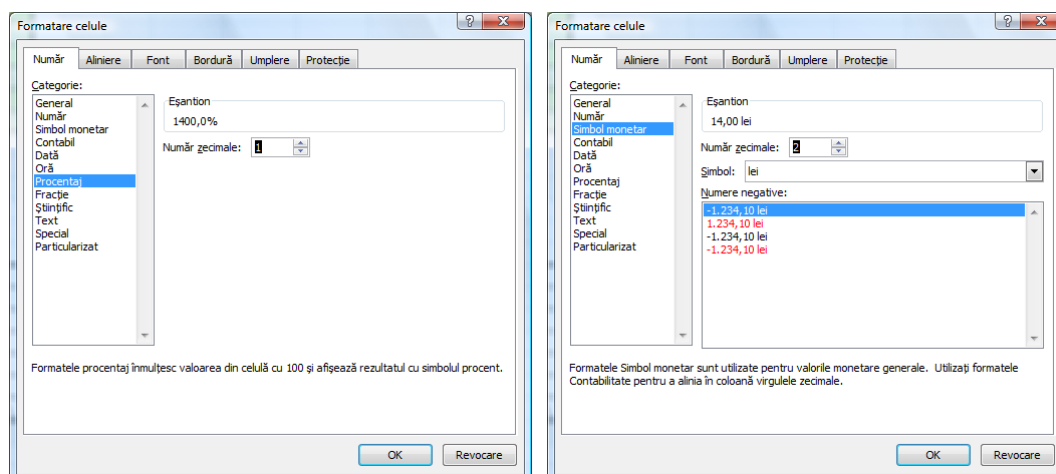 Formatare celule
Număr Aliniere Font Bordură Umplere Protecție
Categorie:
General
Număr
Simbol monetar
Contabil
Dată
Oră
Procentaj
Fracție
Științific
Text
Special
Particularizat
Eșantion
1400,0%
Număr zecimale: 1
Formatele procentaj înmulțesc valoarea din celulă cu 100 și afișează rezultatul cu simbolul procent.
OK Revocare
Formatare celule
Număr Aliniere Font Bordură Umplere Protecție
Categorie:
General
Număr
Simbol monetar
Contabil
Dată
Oră
Procentaj
Fracție
Științific
Text
Special
Particularizat
Eșantion
14,00 lei
Număr zecimale: 2
Simbol: lei
Numere negative:
-1.234,10 lei
1.234,10 lei
-1.234,10 lei
-1.234,10 lei
Formatele Simbol monetar sunt utilizate pentru valorile monetare generale. Utilizați formatele
Contabilitate pentru a alinia în coloană virgulele zecimale.
OK Revocare